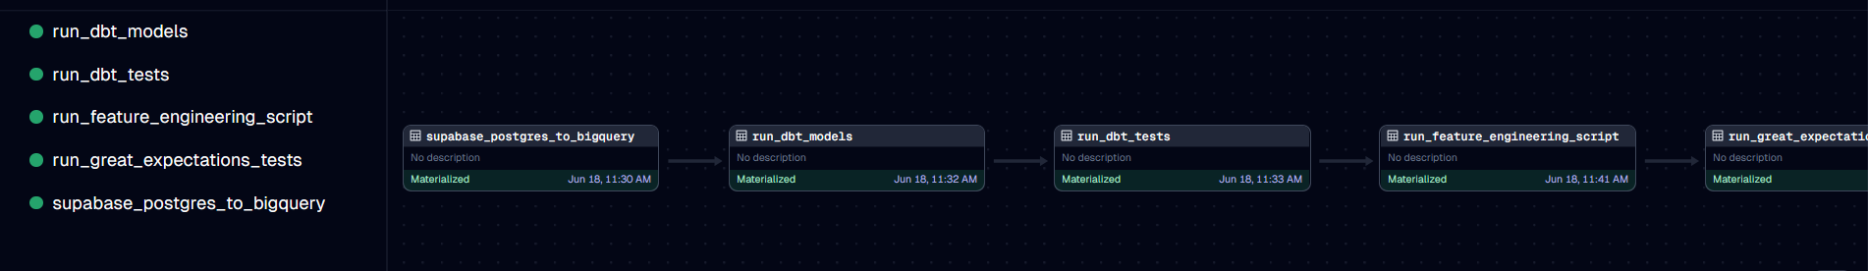 run_dbt_models
run_dbt_tests
run_feature_engineering_script
run_great_expectations_tests
supabase_postgres_to_bigquery
supabase_postgres_to_bigquery
No description
Materialized Jun 18, 11:30 AM
run_dbt_models
No description
Materialized Jun 18, 11:32 AM
run_dbt_tests
No description
Materialized Jun 18, 11:33 AM
run_feature_engineering_script
No description
Materialized Jun 18, 11:41 AM
run_great_expectatio
No description
Materialized